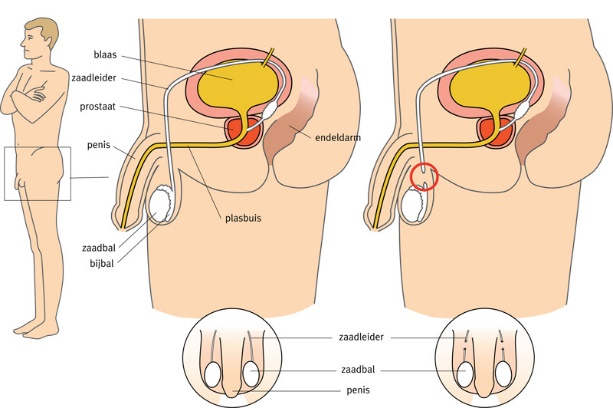 blaas
zaadleider
prostaat
penis
endeldarm
plasbuis
zaadbal
bijbal
zaadleider
zaadbal
penis